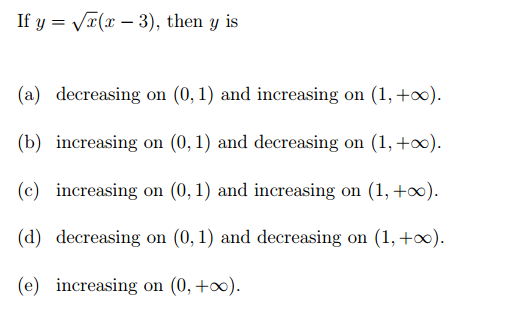 If y = √x(x − 3), then y is
(a) decreasing on (0, 1) and increasing on (1, +∞).
(b) increasing on (0, 1) and decreasing on (1, +∞).
(c) increasing on (0, 1) and increasing on (1, +∞).
(d) decreasing on (0, 1) and decreasing on (1, +∞).
(e) increasing on (0, +∞).